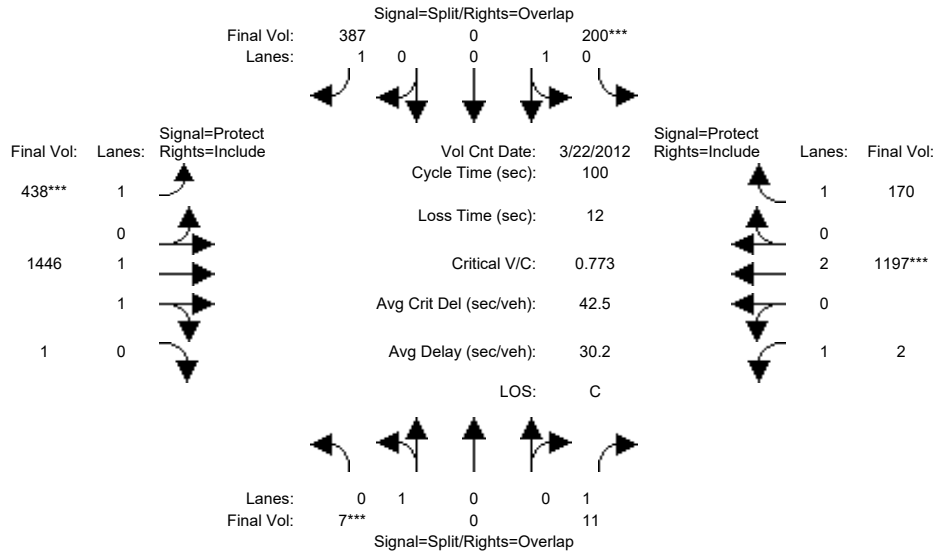 Signal=Split/Rights=Overlap
Final Vol: 387 0 200***
Lanes: 1 0 0 1 0
Signal=Protect
Final Vol: Lanes: Rights=Include
Vol Cnt Date: 3/22/2012
Signal=Protect
Rights=Include Lanes: Final Vol:
Cycle Time (sec): 100
438*** 1
1 170
Loss Time (sec): 12
0
0
1446 1
Critical V/C: 0.773
2 1197***
1
Avg Crit Del (sec/veh): 42.5
0
1 0
Avg Delay (sec/veh): 30.2
1 2
LOS: C
Lanes: 0 1 0 0 1
Final Vol: 7*** 0 11
Signal=Split/Rights=Overlap